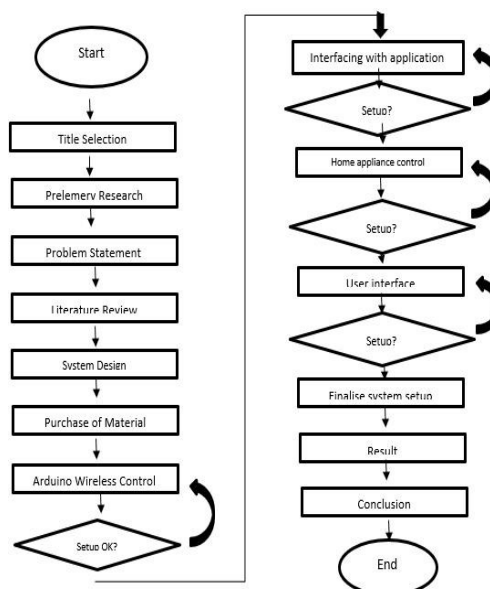 Start
Title Selection
Prelemery Research
Problem Statement
Literature Review
System Design
Purchase of Material
Arduino Wireless Control
Setup OK?
Interfacing with application
Setup?
Home appliance control
Setup?
User interface
Setup?
Finalise system setup
Result
Conclusion
End